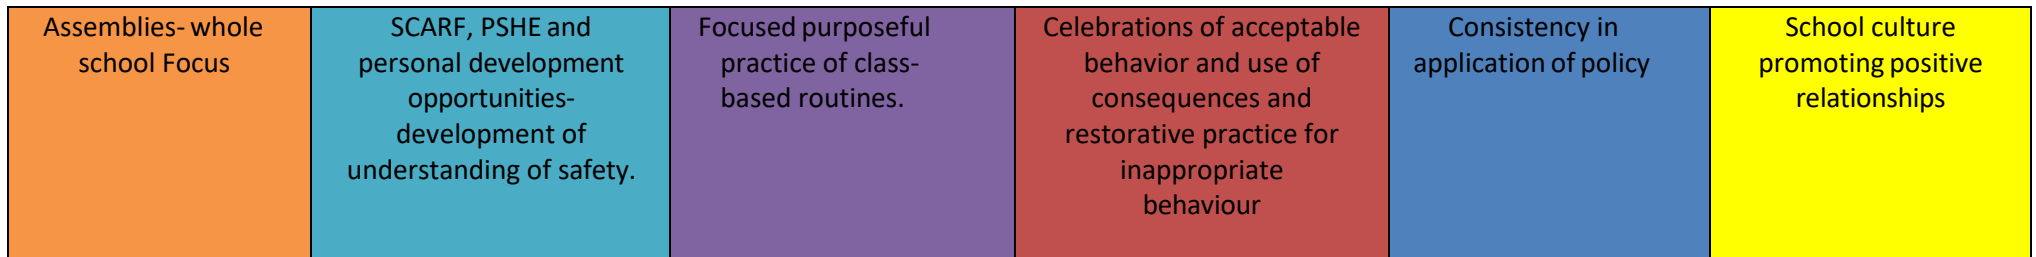 Assemblies- whole
school Focus
SCARF, PSHE and
personal development
opportunities-
development of
understanding of safety.
Focused purposeful
practice of class-
based routines.
Celebrations of acceptable
behavior and use of
consequences and
restorative practice for
inappropriate
behaviour
Consistency in
application of policy
School culture
promoting positive
relationships